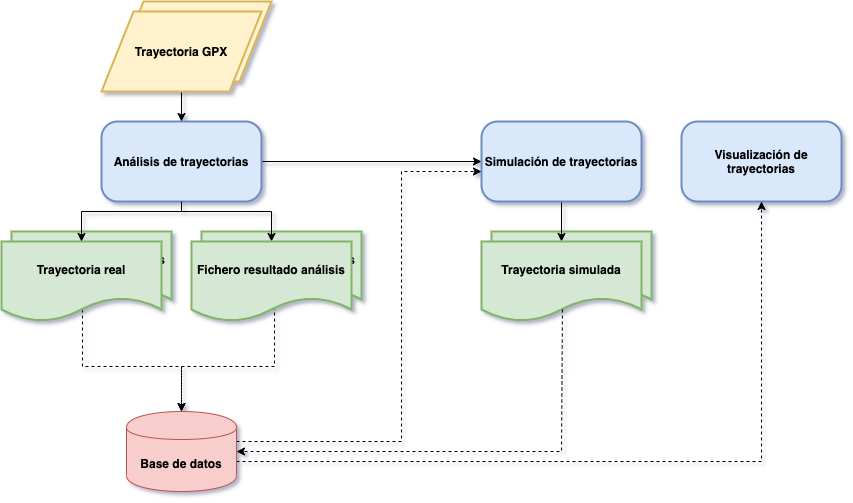 Trayectoria GPX
Análisis de trayectorias
Simulación de trayectorias
Visualización de
trayectorias
Trayectoria real
s
Fichero resultado análisis
s
Trayectoria simulada
Base de datos